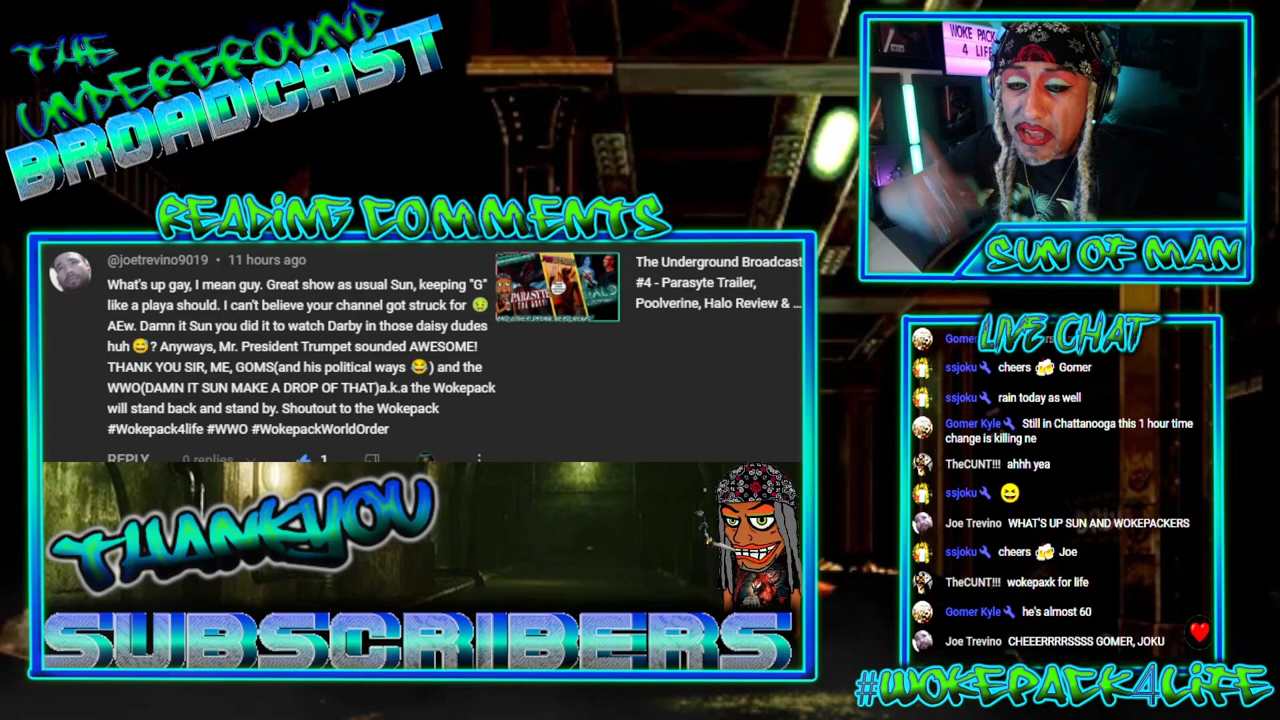 THE
UNDERGROUND
BROADCAST
WOKE PACK
4 LIFE
SUN OF MAN
READING COMMENTS
@joetrevino9019 • 11 hours ago
What's up gay, I mean guy. Great show as usual Sun, keeping "G"
like a playa should. I can't believe your channel got struck for 🤢
AEw. Damn it Sun you did it to watch Darby in those daisy dudes
huh 😅? Anyways, Mr. President Trumpet sounded AWESOME!
THANK YOU SIR, ME, GOMS(and his political ways 😂) and the
WWO(DAMN IT SUN MAKE A DROP OF THAT)a.k.a the Wokepack
will stand back and stand by. Shoutout to the Wokepack
#Wokepack4life #WWO #WokepackWorldOrder
REPLY 0 replies 1
The Underground Broadcast
#4 - Parasyte Trailer,
Poolverine, Halo Review & ...
THANKYOU
SUBSCRIBERS
LIVE CHAT
Gomer
ssjoku cheers 🍻 Gomer
ssjoku rain today as well
Gomer Kyle Still in Chattanooga this 1 hour time
change is killing ne
TheCUNT!!! ahhh yea
ssjoku 😆
Joe Trevino WHAT'S UP SUN AND WOKEPACKERS
ssjoku cheers 🍻 Joe
TheCUNT!!! wokepaxk for life
Gomer Kyle he's almost 60
Joe Trevino CHEEERRRRSSSS GOMER, JOKU
#WOKEPACK4LIFE